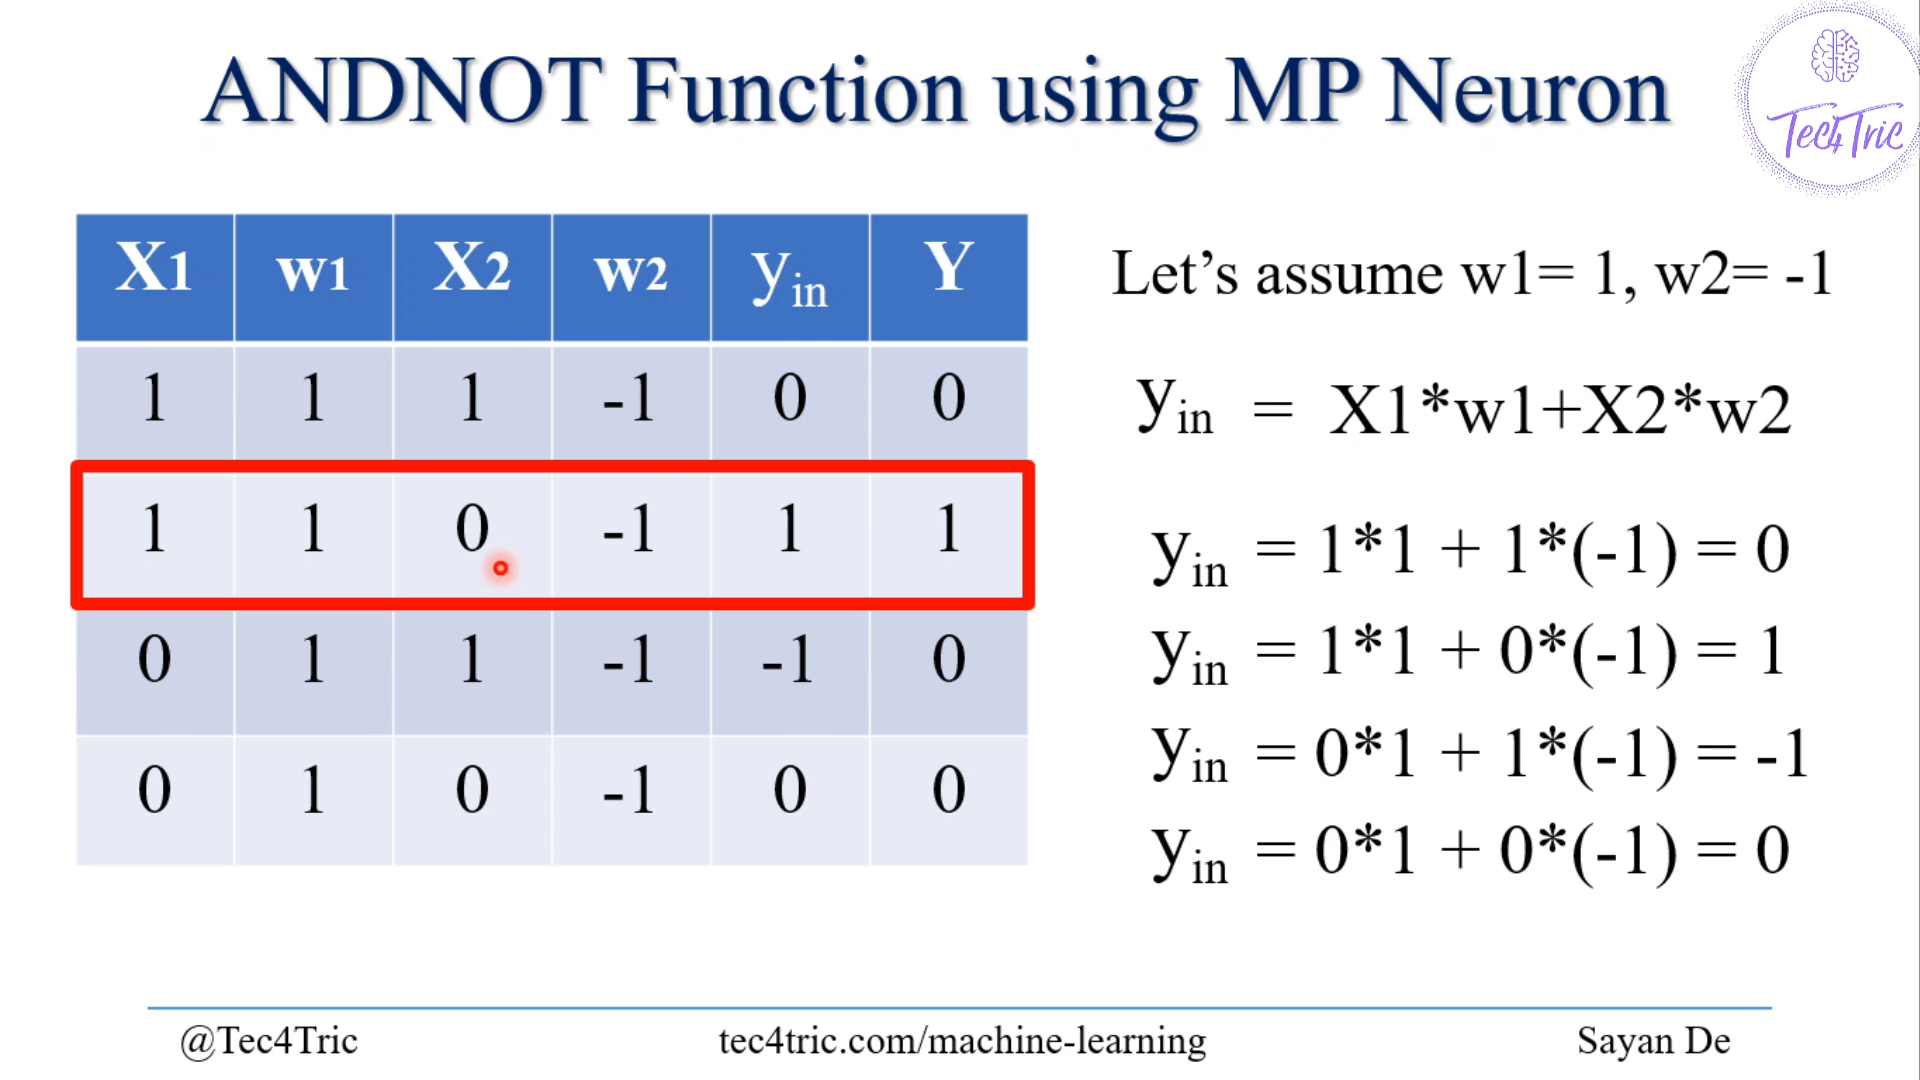 ANDNOT Function using MP Neuron
Tec4Tric
X1 w1 X2 w2 yin Y
1 1 1 -1 0 0
1 1 0 -1 1 1
0 1 1 -1 -1 0
0 1 0 -1 0 0
Let’s assume w1= 1, w2= -1
yin = X1*w1+X2*w2
yin = 1*1 + 1*(-1) = 0
yin = 1*1 + 0*(-1) = 1
yin = 0*1 + 1*(-1) = -1
yin = 0*1 + 0*(-1) = 0
@Tec4Tric tec4tric.com/machine-learning Sayan De